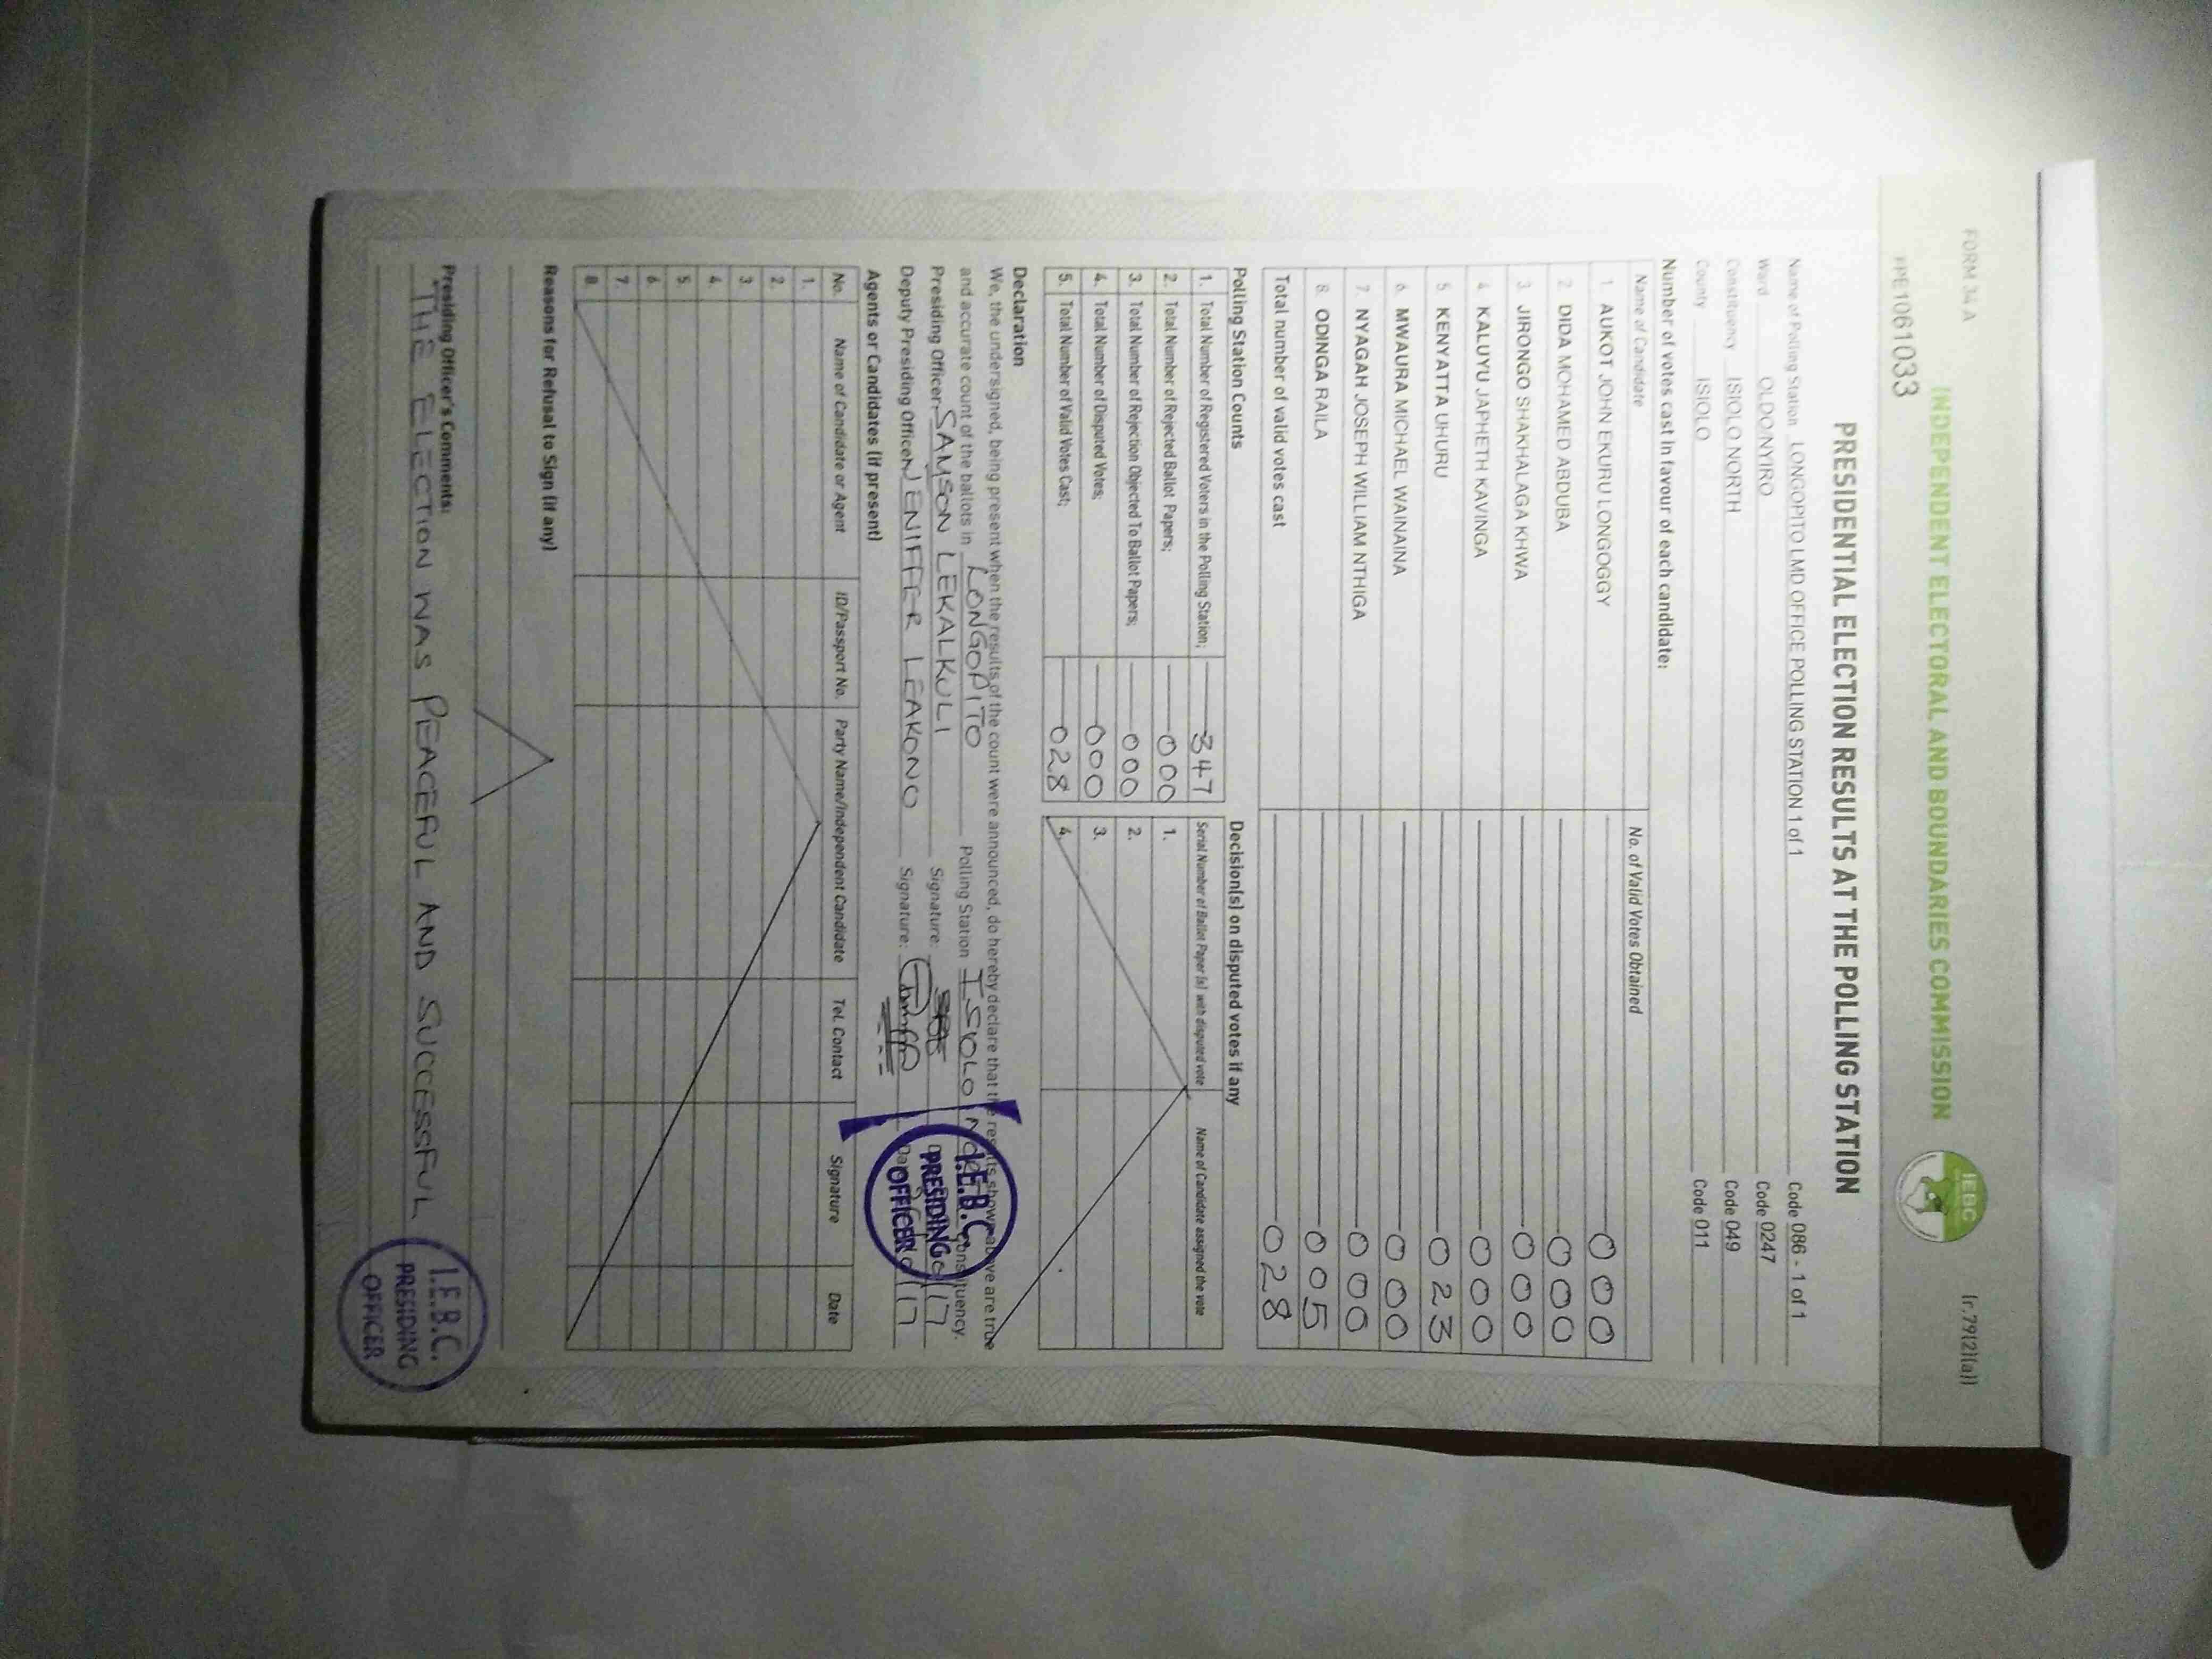 FORM 34A
(r.79(2)(a))
INDEPENDENT ELECTORAL AND BOUNDARIES COMMISSION
IEBC
FPE1061033
PRESIDENTIAL ELECTION RESULTS AT THE POLLING STATION
Name of Polling Station LONGOPITO LMD OFFICE POLLING STATION 1 of 1 Code 086 - 1 of 1
Ward OLDO/NYIRO Code 0247
Constituency ISIOLO NORTH Code 049
County ISIOLO Code 011
Number of votes cast in favour of each candidate:
Name of Candidate No. of Valid Votes Obtained
1. AUKOT JOHN EKURU LONGOGGY 000
2. DIDA MOHAMED ABDUBA 000
3. JIRONGO SHAKHALAGA KHWA 000
4. KALUYU JAPHETH KAVINGA 000
5. KENYATTA UHURU 023
6. MWAURA MICHAEL WAINAINA 000
7. NYAGAH JOSEPH WILLIAM NTHIGA 000
8. ODINGA RAILA 005
Total number of valid votes cast 028
Polling Station Counts Decision(s) on disputed votes if any
1. Total Number of Registered Voters in the Polling Station; 347 Serial Number of Ballot Paper (s) with disputed vote Name of Candidate assigned the vote
2. Total Number of Rejected Ballot Papers; 000 1.
3. Total Number of Rejection Objected To Ballot Papers; 000 2.
4. Total Number of Disputed Votes; 000 3.
5. Total Number of Valid Votes Cast; 028 4.
Declaration
We, the undersigned, being present when the results of the count were announced, do hereby declare that the results shown above are true
and accurate count of the ballots in LONGOPITO Polling Station ISIOLO Constituency.
Presiding Officer SAMSON LEKALKULI Signature:
Deputy Presiding Officer JENIFFER LEAKONO Signature:
I.E.B.C.
PRESIDING
OFFICER
Agents or Candidates (if present)
No. Name of Candidate or Agent ID/Passport No. Party Name/Independent Candidate Tel. Contact Signature Date
1.
2.
3.
4.
5.
6.
7.
8.
Reasons for Refusal to Sign (if any)
Presiding Officer's Comments:
THE ELECTION WAS PEACEFUL AND SUCCESSFUL
I.E.B.C.
PRESIDING
OFFICER